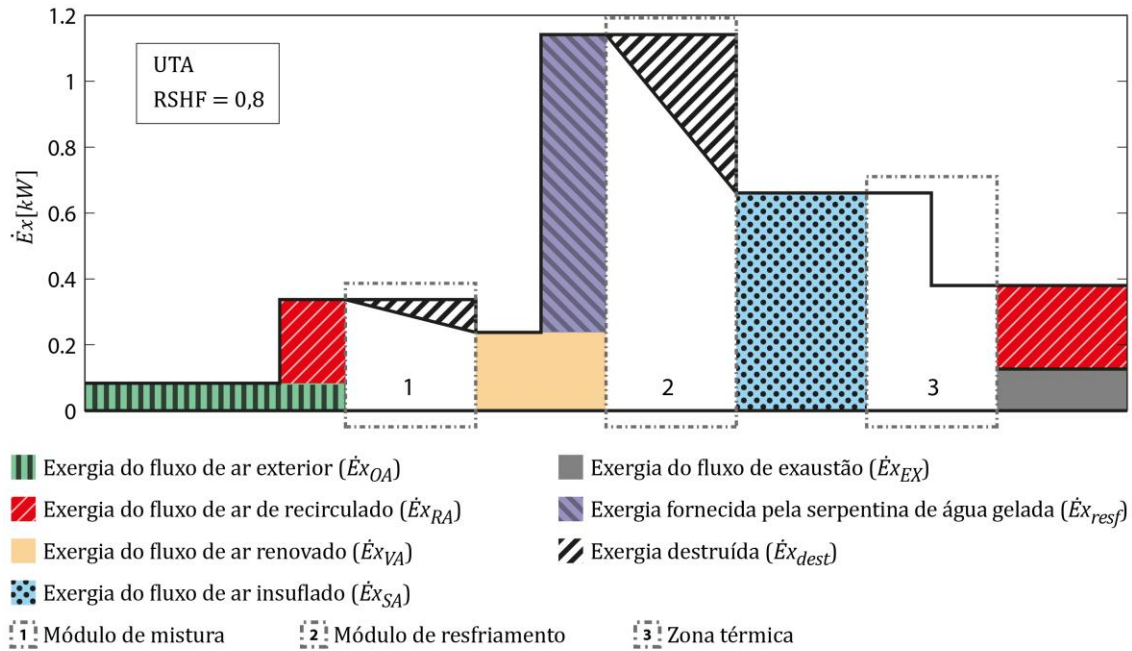 1.2
1
0.8
0.6
0.4
0.2
0
Ėx[kW]
UTA
RSHF = 0,8
1
2
3
Exergia do fluxo de ar exterior (Ėx_OA)
Exergia do fluxo de ar de recirculado (Ėx_RA)
Exergia do fluxo de ar renovado (Ėx_VA)
Exergia do fluxo de ar insuflado (Ėx_SA)
Exergia do fluxo de exaustão (Ėx_EX)
Exergia fornecida pela serpentina de água gelada (Ėx_resf)
Exergia destruída (Ėx_dest)
1 Módulo de mistura
2 Módulo de resfriamento
3 Zona térmica